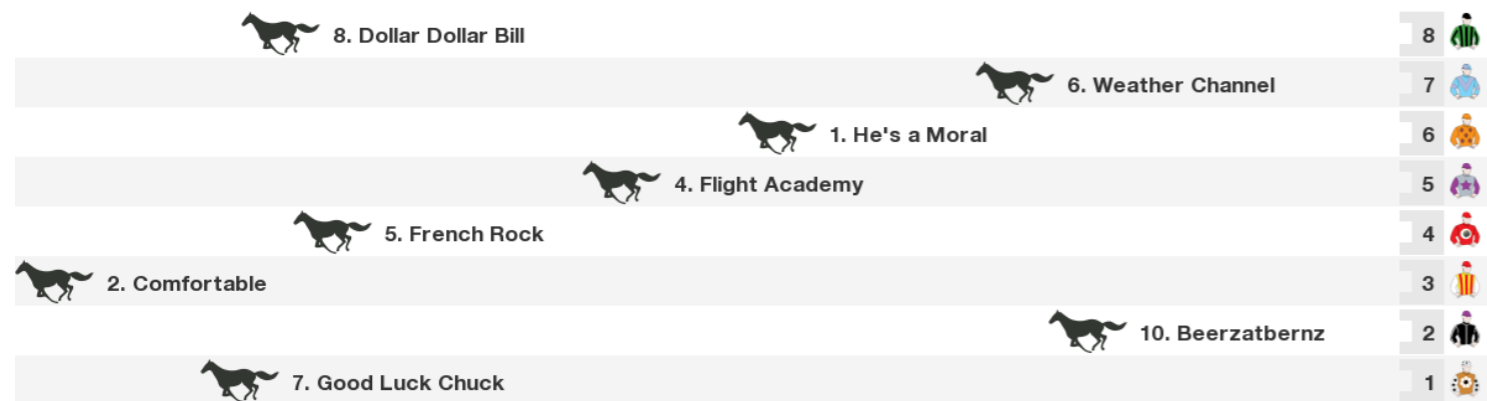 8. Dollar Dollar Bill 8
6. Weather Channel 7
1. He's a Moral 6
4. Flight Academy 5
5. French Rock 4
2. Comfortable 3
10. Beerzatbernz 2
7. Good Luck Chuck 1